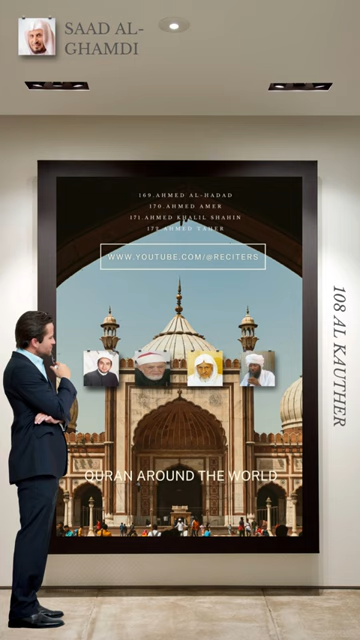 SAAD AL-
GHAMDI
169.AHMED AL-HADAD
170.AHMED AMER
171.AHMED KHALIL SHAHIN
172.AHMED TAHER
WWW.YOUTUBE.COM/@RECITERS
QURAN AROUND THE WORLD
108 AL KAUTHER